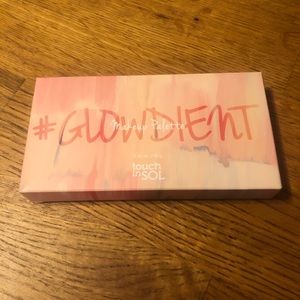 #GLOWDIENT
Makeup Palette
touch in
SOL